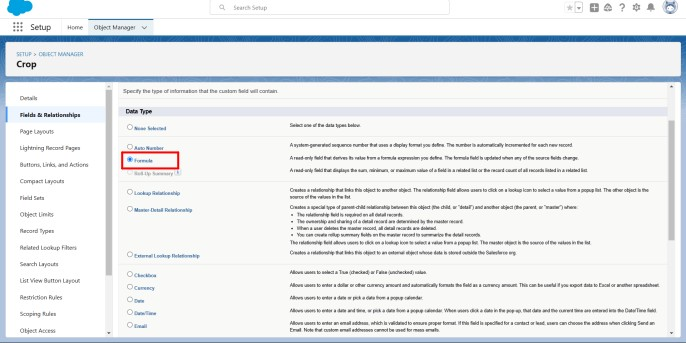 Search Setup
Setup
Home
Object Manager
SETUP > OBJECT MANAGER
Crop
Details
Fields & Relationships
Page Layouts
Lightning Record Pages
Buttons, Links, and Actions
Compact Layouts
Field Sets
Object Limits
Record Types
Related Lookup Filters
Search Layouts
List View Button Layout
Restriction Rules
Scoping Rules
Object Access
Specify the type of information that the custom field will contain.
Data Type
None Selected
Select one of the data types below.
Auto Number
A system-generated sequence number that uses a display format you define. The number is automatically incremented for each new record.
Formula
A read-only field that derives its value from a formula expression you define. The formula field is updated when any of the source fields change.
Roll-Up Summary
A read-only field that displays the sum, minimum, or maximum value of a field in a related list or the record count of all records listed in a related list.
Lookup Relationship
Creates a relationship that links this object to another object. The relationship field allows users to click on a lookup icon to select a value from a popup list. The other object is the
source of the values in the list.
Master-Detail Relationship
Creates a special type of parent-child relationship between this object (the child, or "detail") and another object (the parent, or "master") where:
• The relationship field is required on all detail records.
• The ownership and sharing of a detail record are determined by the master record.
• When a user deletes the master record, all detail records are deleted.
• You can create rollup summary fields on the master record to summarize the detail records.
The relationship field allows users to click on a lookup icon to select a value from a popup list. The master object is the source of the values in the list.
External Lookup Relationship
Creates a relationship that links this object to an external object whose data is stored outside the Salesforce org.
Checkbox
Allows users to select a True (checked) or False (unchecked) value.
Currency
Allows users to enter a dollar or other currency amount and automatically formats the field as a currency amount. This can be useful if you export data to Excel or another spreadsheet.
Date
Allows users to enter a date or pick a date from a popup calendar.
Date/Time
Allows users to enter a date and time, or pick a date from a popup calendar. When users click a date in the pop-up, that date and the current time are entered into the Date/Time field.
Email
Allows users to enter an email address, which is validated to ensure proper format. If this field is specified for a contact or lead, users can choose the address when clicking Send an
Email. Note that custom email addresses cannot be used for mass emails.